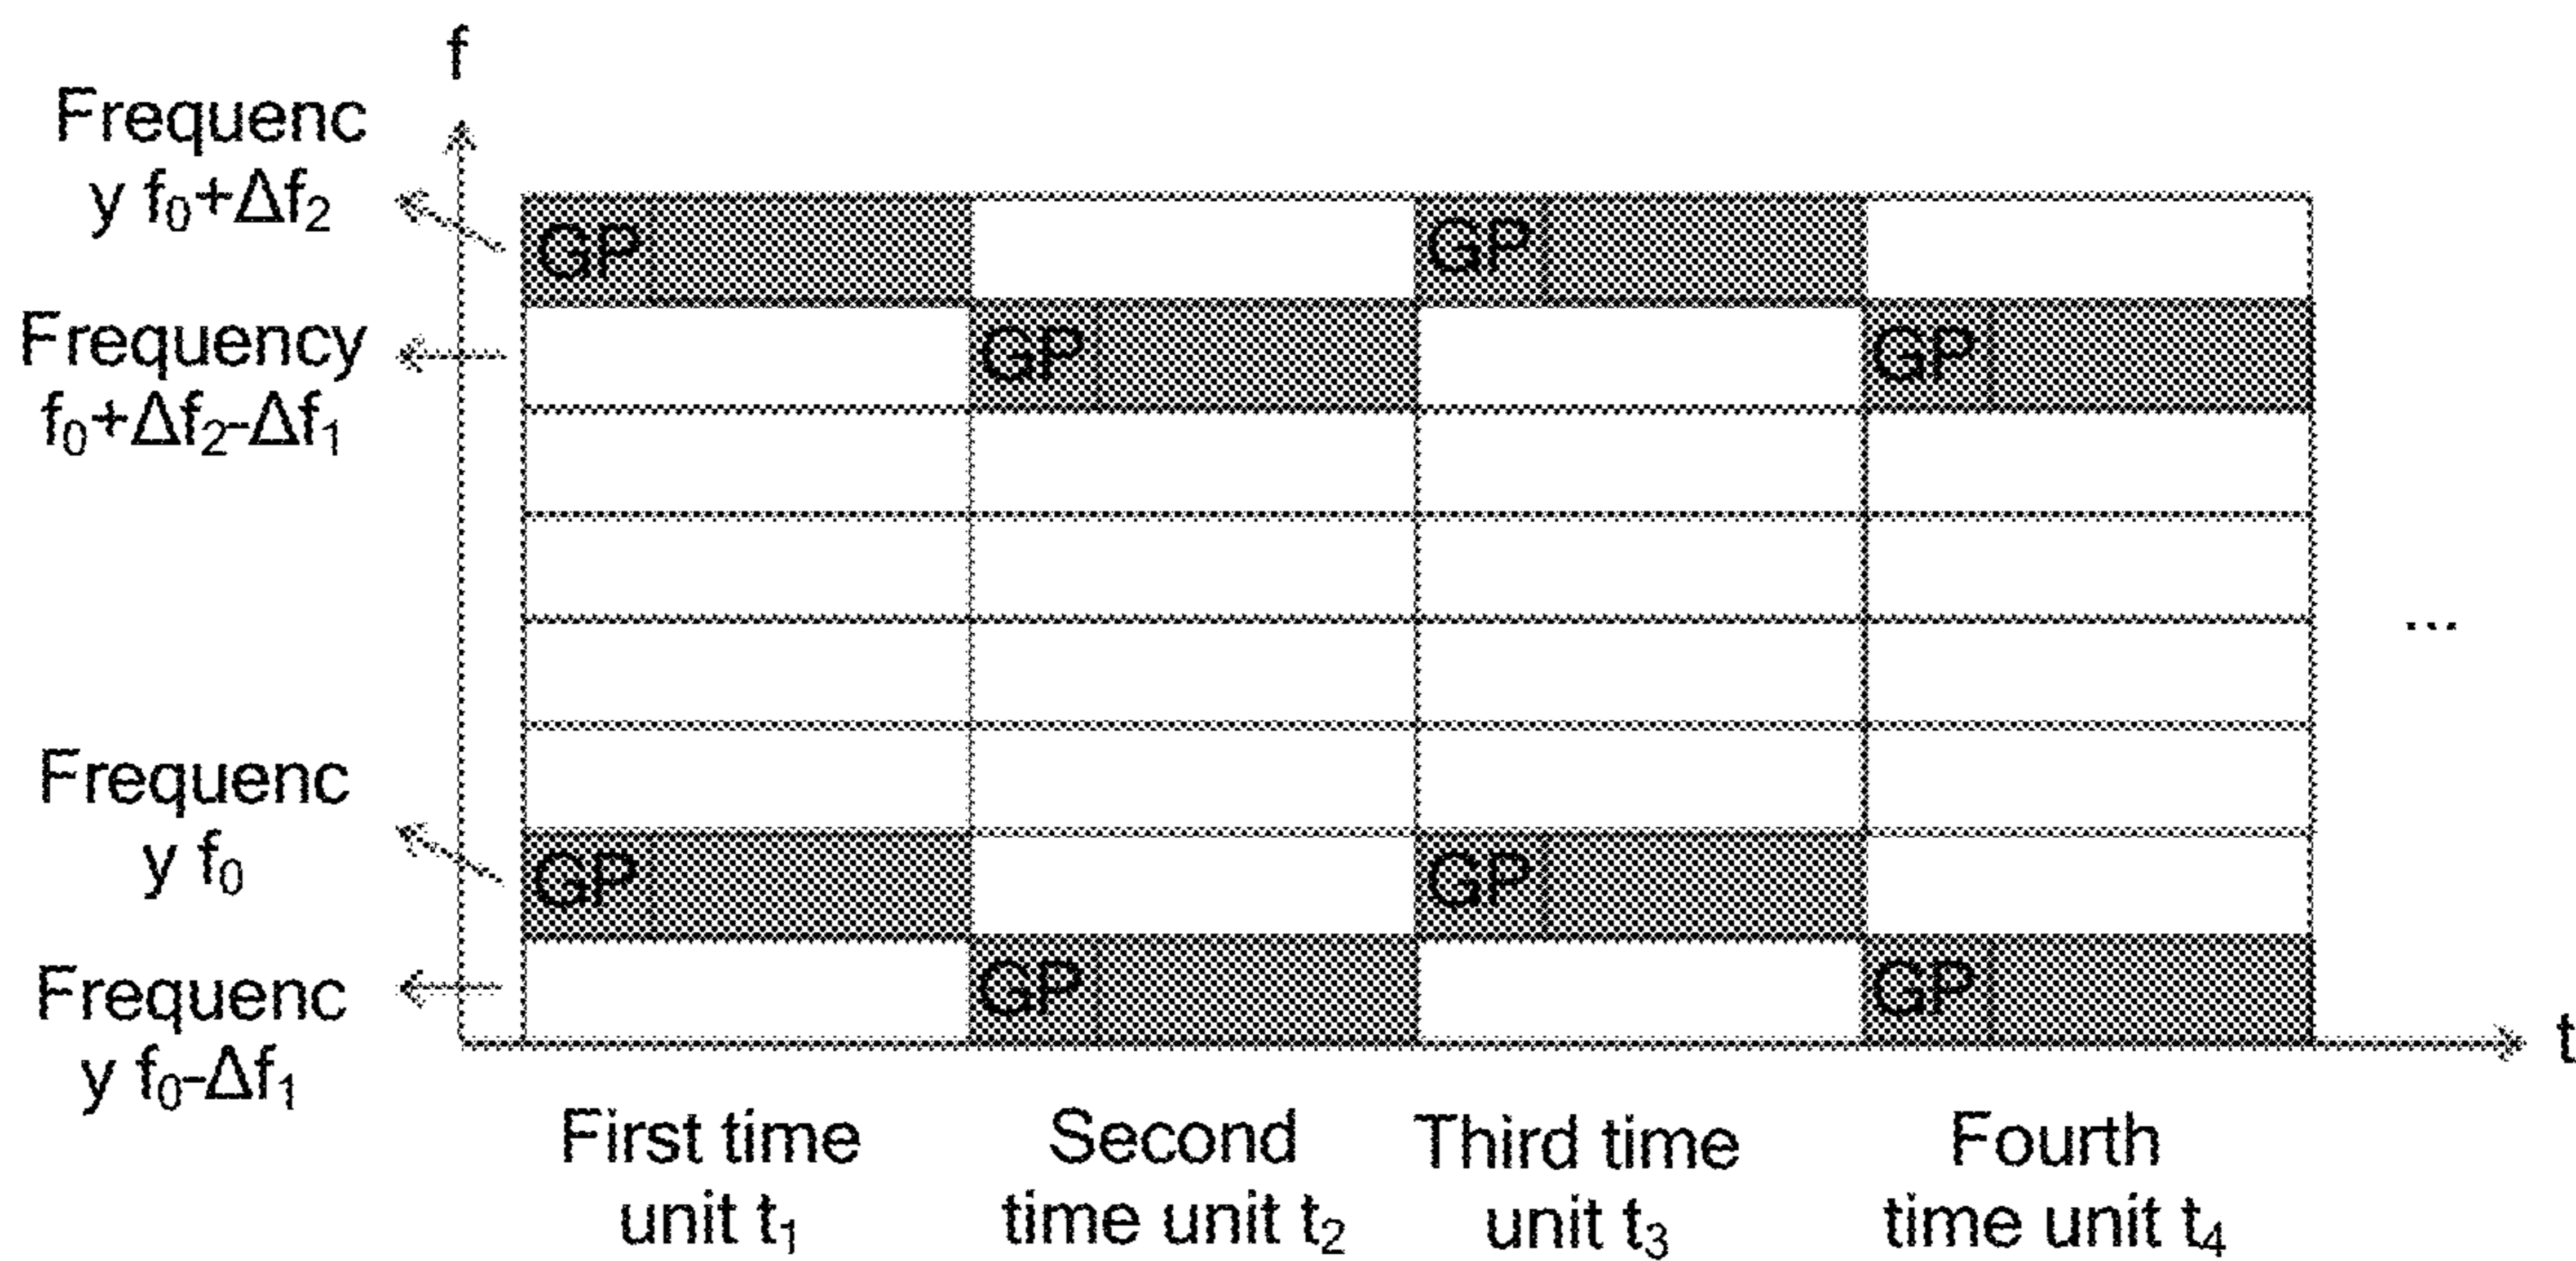 f
Frequenc
y f₀+Δf₂
GP
GP
Frequency
f₀+Δf₂-Δf₁
GP
GP
...
Frequenc
y f₀
GP
GP
Frequenc
y f₀-Δf₁
GP
GP
t
First time
unit t₁
Second
time unit t₂
Third time
unit t₃
Fourth
time unit t₄